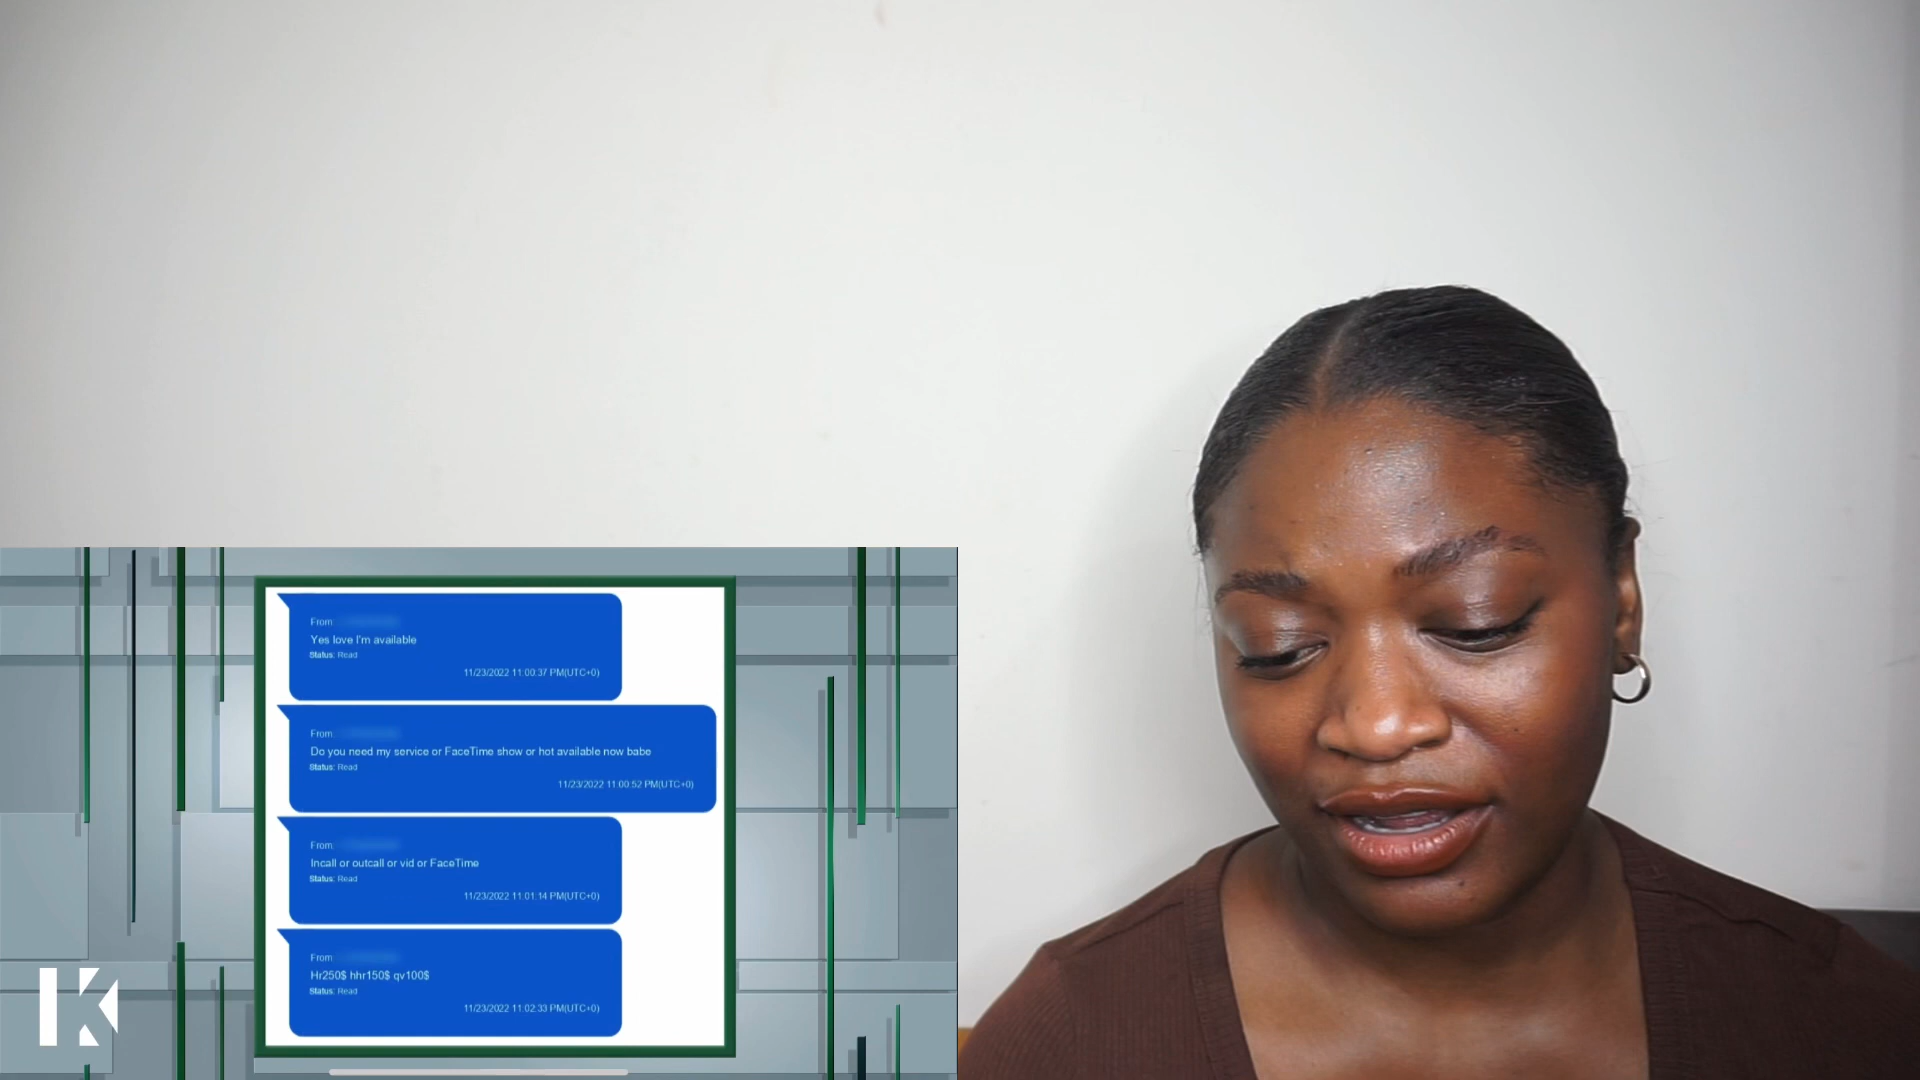 From
Yes love I'm available
Status: Read
11/23/2022 11:00:37 PM(UTC+0)
From
Do you need my service or FaceTime show or hot available now babe
Status: Read
11/23/2022 11:00:52 PM(UTC+0)
From
Incall or outcall or vid or FaceTime
Status: Read
11/23/2022 11:01:14 PM(UTC+0)
From
Hr250$ hhr150$ qv100$
Status: Read
11/23/2022 11:02:33 PM(UTC+0)
K